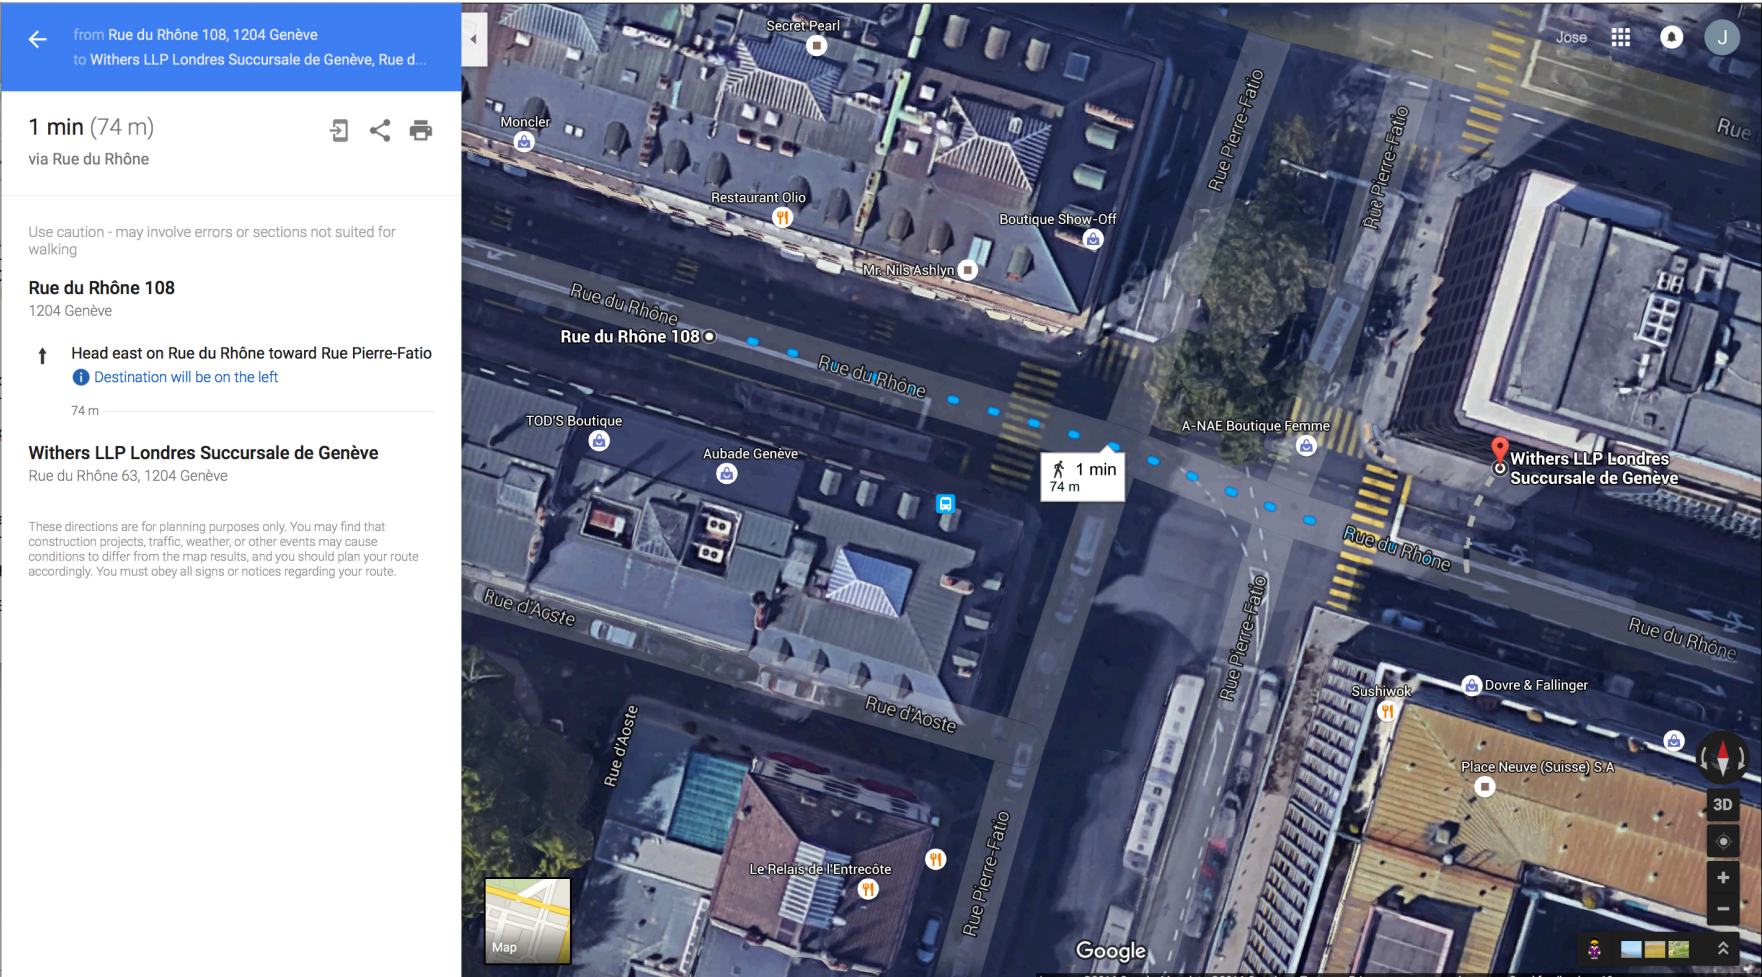 from Rue du Rhône 108, 1204 Genève
to Withers LLP Londres Succursale de Genève, Rue d...
1 min (74 m)
via Rue du Rhône
Use caution - may involve errors or sections not suited for
walking
Rue du Rhône 108
1204 Genève
Head east on Rue du Rhône toward Rue Pierre-Fatio
Destination will be on the left
74 m
Withers LLP Londres Succursale de Genève
Rue du Rhône 63, 1204 Genève
These directions are for planning purposes only. You may find that
construction projects, traffic, weather, or other events may cause
conditions to differ from the map results, and you should plan your route
accordingly. You must obey all signs or notices regarding your route.
Secret Pearl
Jose
J
Moncler
Rue Pierre-Fatio
Rue Pierre-Fatio
Rue
Restaurant Olio
Boutique Show-Off
Mr. Nils Ashlyn
Rue du Rhône
Rue du Rhône 108
Rue du Rhône
TOD'S Boutique
A-NAE Boutique Femme
Aubade Genève
1 min
74 m
Withers LLP Londres
Succursale de Genève
Rue du Rhône
Rue d'Aoste
Rue Pierre-Fatio
Rue du Rhône
Sushiwok
Dovre & Fallinger
Rue d'Aoste
Rue d'Aoste
Place Neuve (Suisse) S.A
3D
Le Relais de l'Entrecôte
Rue Pierre-Fatio
Map
Google